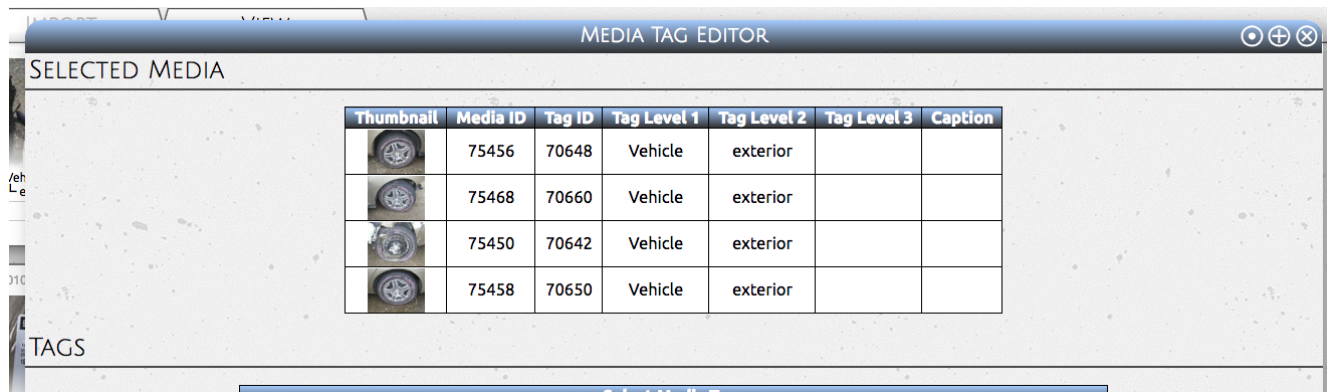 MEDIA TAG EDITOR
SELECTED MEDIA
Thumbnail Media ID Tag ID Tag Level 1 Tag Level 2 Tag Level 3 Caption
75456 70648 Vehicle exterior
75468 70660 Vehicle exterior
75450 70642 Vehicle exterior
75458 70650 Vehicle exterior
TAGS